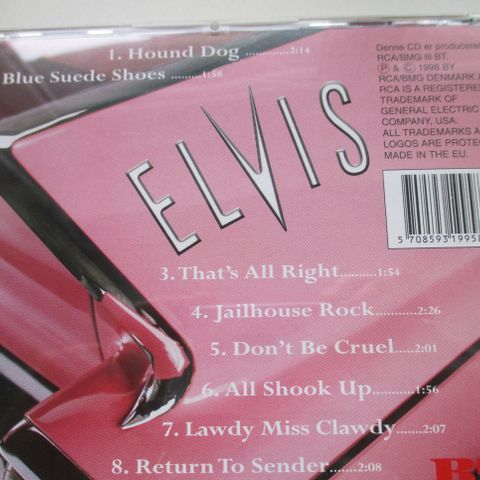 1. Hound Dog............2:14
Blue Suede Shoes ........1:58
Denne CD er produceret
RCA/BMG til BT.
Ⓟ & © 1998 BY
RCA/BMG DENMARK A
RCA IS A REGISTERE
TRADEMARK OF
GENERAL ELECTRIC
COMPANY, USA.
ALL TRADEMARKS A
LOGOS ARE PROTE
MADE IN THE EU.
ELVIS
5 708593 19958
3. That's All Right..........1:54
4. Jailhouse Rock...........2:26
5. Don't Be Cruel.....2:01
6. All Shook Up........1:56
7. Lawdy Miss Clawdy.......2:07
8. Return To Sender.......2:08